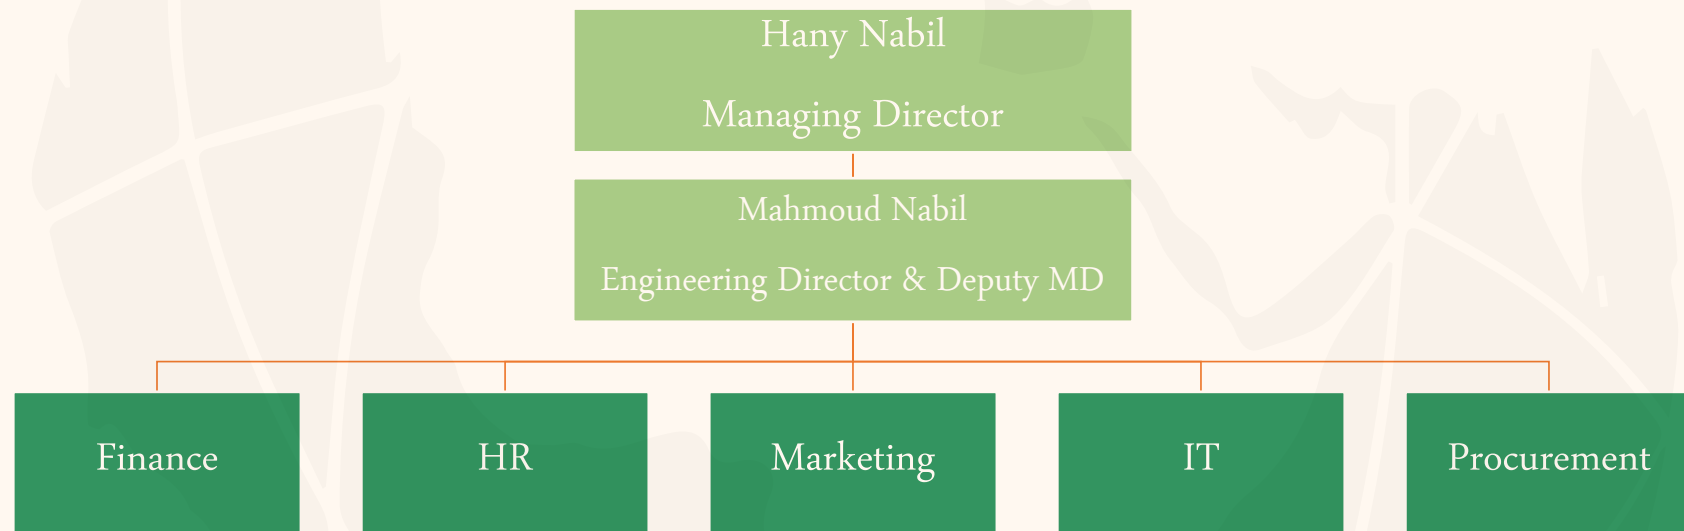 Hany Nabil
Managing Director
Mahmoud Nabil
Engineering Director & Deputy MD
Finance
HR
Marketing
IT
Procurement